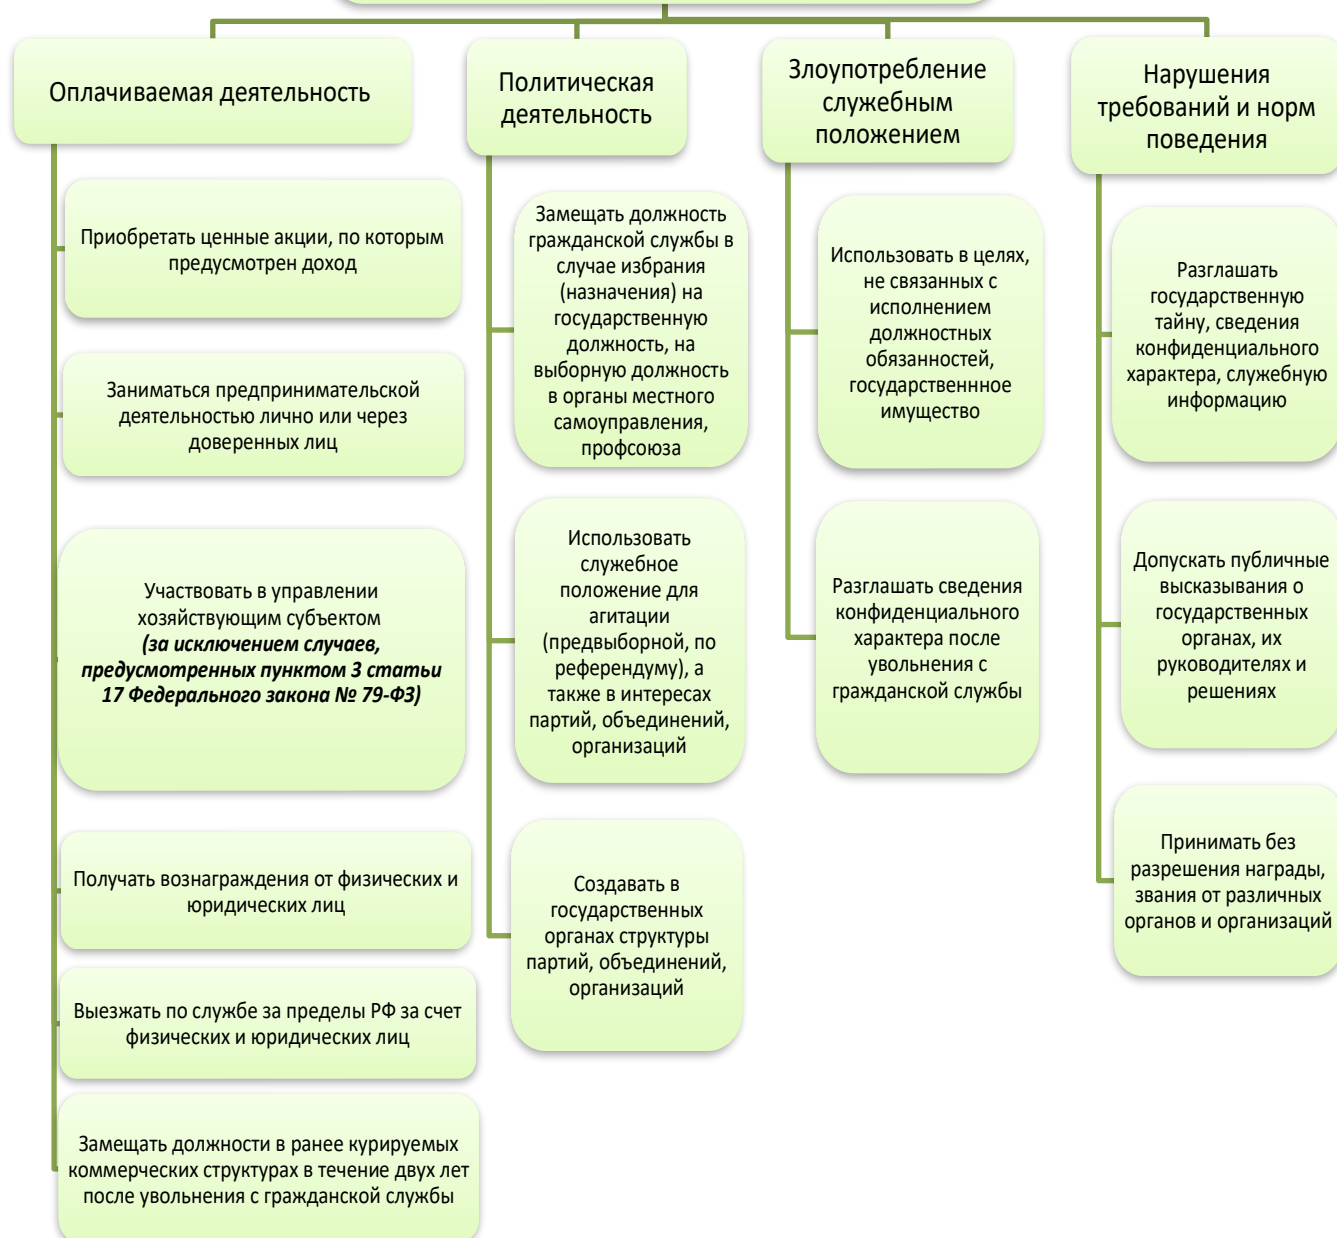 Оплачиваемая деятельность
Приобретать ценные акции, по которым
предусмотрен доход
Заниматься предпринимательской
деятельностью лично или через
доверенных лиц
Участвовать в управлении
хозяйствующим субъектом
(за исключением случаев,
предусмотренных пунктом 3 статьи
17 Федерального закона № 79-ФЗ)
Получать вознаграждения от физических и
юридических лиц
Выезжать по службе за пределы РФ за счет
физических и юридических лиц
Замещать должности в ранее курируемых
коммерческих структурах в течение двух лет
после увольнения с гражданской службы
Политическая
деятельность
Замещать должность
гражданской службы в
случае избрания
(назначения) на
государственную
должность, на
выборную должность
в органы местного
самоуправления,
профсоюза
Использовать
служебное
положение для
агитации
(предвыборной, по
референдуму), а
также в интересах
партий, объединений,
организаций
Создавать в
государственных
органах структуры
партий, объединений,
организаций
Злоупотребление
служебным
положением
Использовать в целях,
не связанных с
исполнением
должностных
обязанностей,
государственнное
имущество
Разглашать сведения
конфиденциального
характера после
увольнения с
гражданской службы
Нарушения
требований и норм
поведения
Разглашать
государственную
тайну, сведения
конфиденциального
характера, служебную
информацию
Допускать публичные
высказывания о
государственных
органах, их
руководителях и
решениях
Принимать без
разрешения награды,
звания от различных
органов и организаций